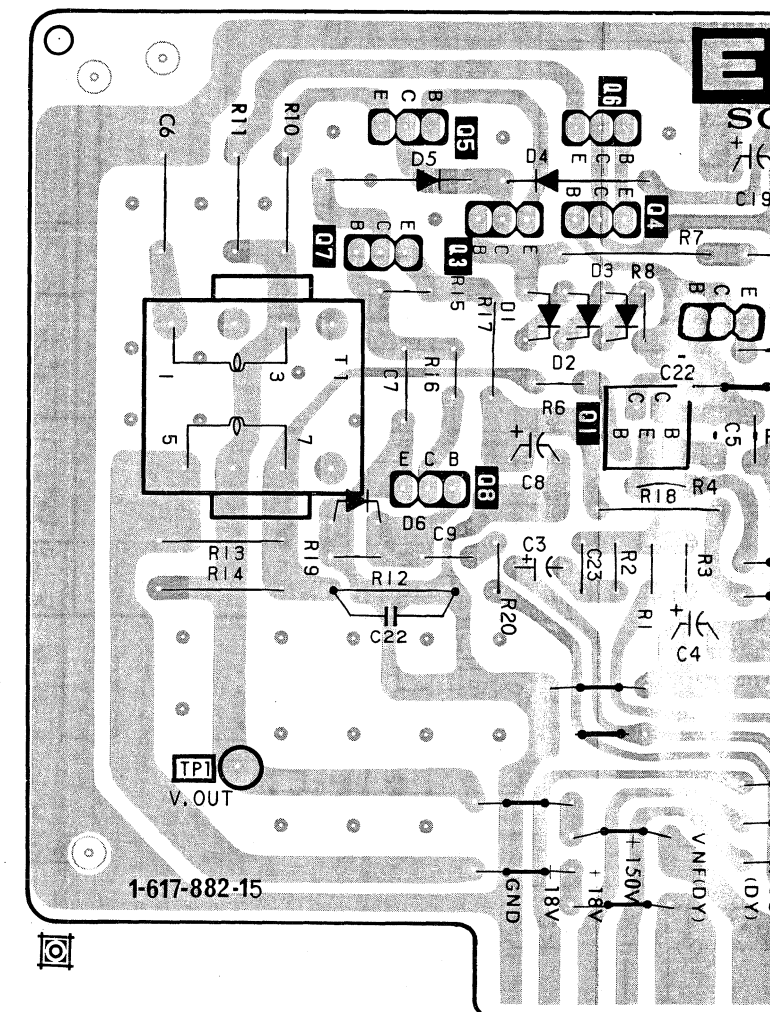 E
SO
C6
R11
R10
E C B
Q5
Q6
D5
D4
E C B
+
C19
B C E
Q4
Q7
B C E
Q3
B C E
R7
D3
R8
R15
R17
D1
B C E
1
3
T1
C7
R16
D2
C22
-
R6
Q1
C C
B E B
C5
R
5
7
E C B
Q8
+
C8
R4
R18
D6
C9
R13
R14
R19
R12
C3
+
C23
R2
R3
C22
R20
R1
+
C4
TP1
V.OUT
1-617-882-15
GND
-18V
+18V
+150V
V.NF(DY)
(DY)